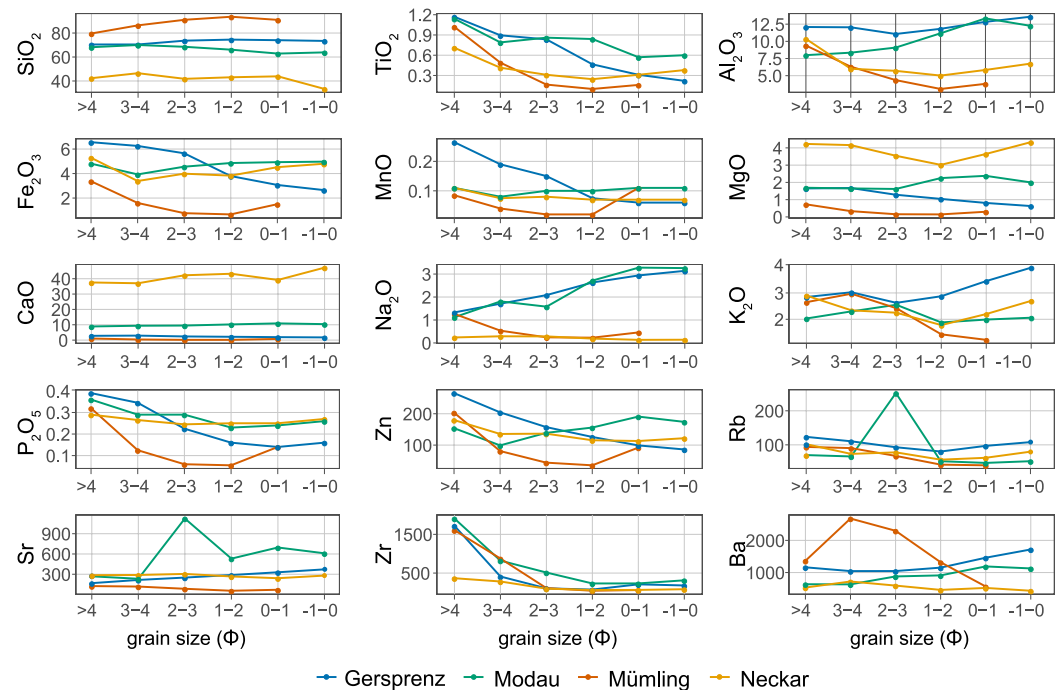 SiO2
80
60
40
>4 3−4 2−3 1−2 0−1 -1−0
TiO2
1.2
0.9
0.6
0.3
>4 3−4 2−3 1−2 0−1 -1−0
Al2O3
12.5
10.0
7.5
5.0
>4 3−4 2−3 1−2 0−1 -1−0
Fe2O3
6
4
2
>4 3−4 2−3 1−2 0−1 -1−0
MnO
0.2
0.1
>4 3−4 2−3 1−2 0−1 -1−0
MgO
4
3
2
1
0
>4 3−4 2−3 1−2 0−1 -1−0
CaO
40
30
20
10
0
>4 3−4 2−3 1−2 0−1 -1−0
Na2O
3
2
1
0
>4 3−4 2−3 1−2 0−1 -1−0
K2O
4
3
2
>4 3−4 2−3 1−2 0−1 -1−0
P2O5
0.4
0.3
0.2
0.1
>4 3−4 2−3 1−2 0−1 -1−0
Zn
200
100
>4 3−4 2−3 1−2 0−1 -1−0
Rb
200
100
>4 3−4 2−3 1−2 0−1 -1−0
Sr
900
600
300
>4 3−4 2−3 1−2 0−1 -1−0
grain size (Φ)
Zr
1500
500
>4 3−4 2−3 1−2 0−1 -1−0
grain size (Φ)
Ba
2000
1000
>4 3−4 2−3 1−2 0−1 -1−0
grain size (Φ)
Gersprenz Modau Mümling Neckar